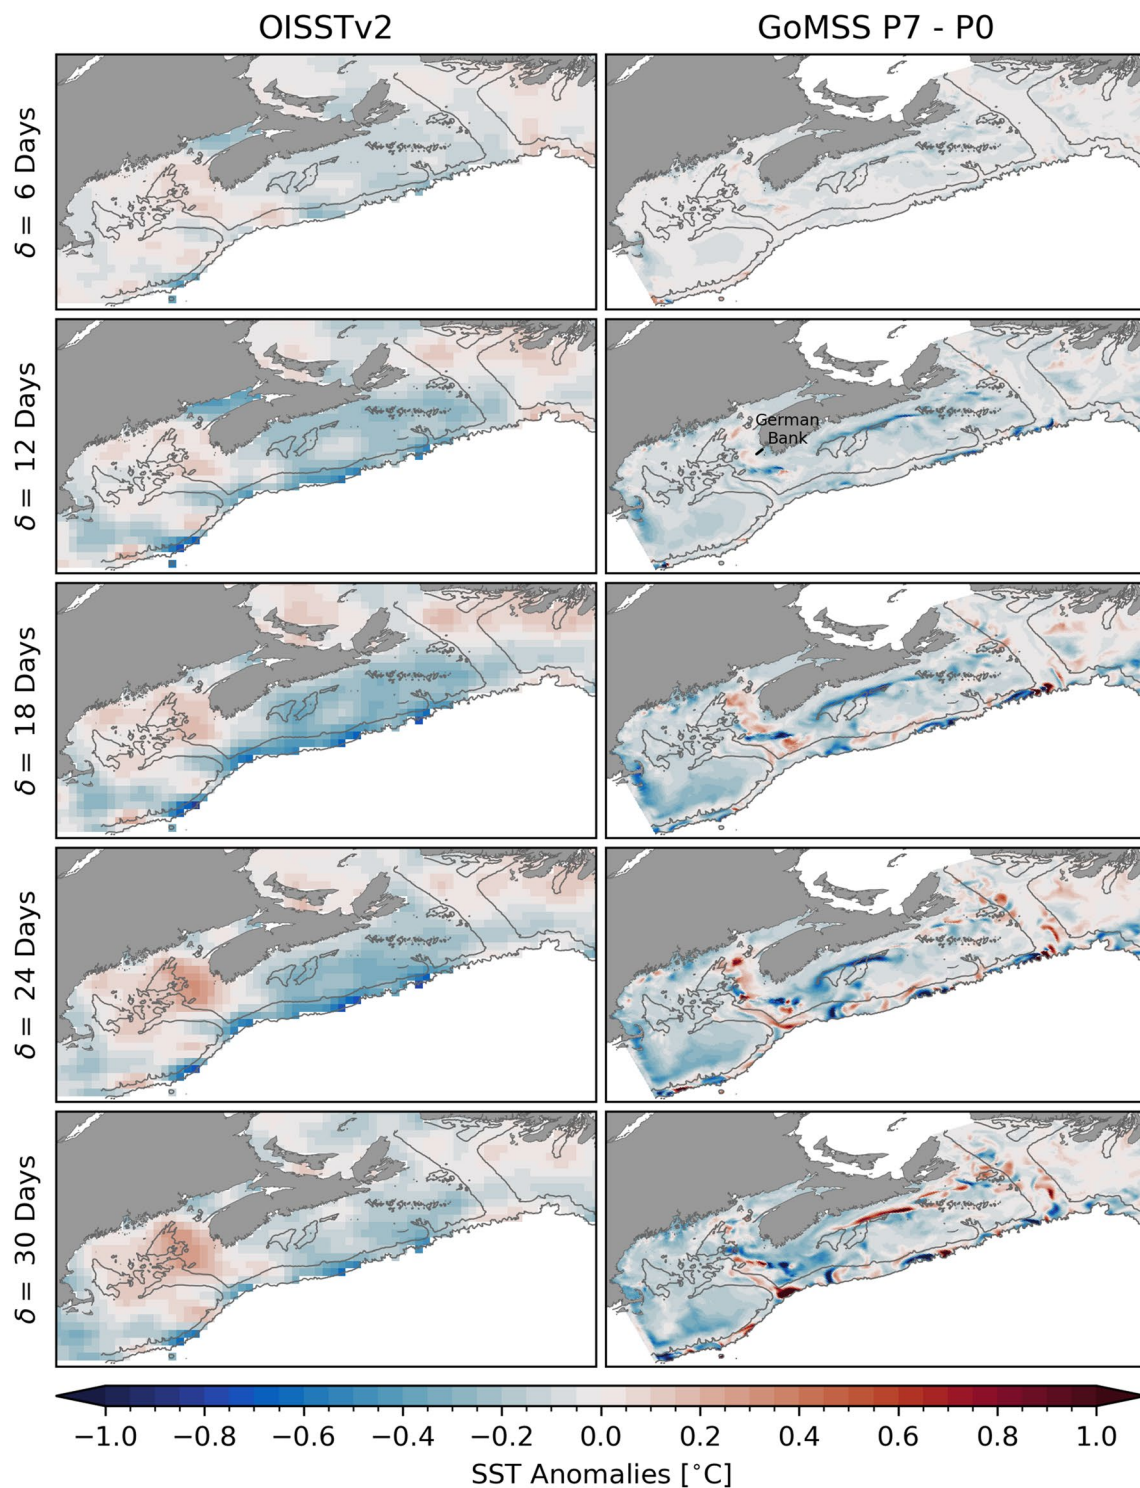 OISSTv2
GoMSS P7 - P0
δ = 6 Days
δ = 12 Days
German
Bank
δ = 18 Days
δ = 24 Days
δ = 30 Days
−1.0 −0.8 −0.6 −0.4 −0.2 0.0 0.2 0.4 0.6 0.8 1.0
SST Anomalies [°C]